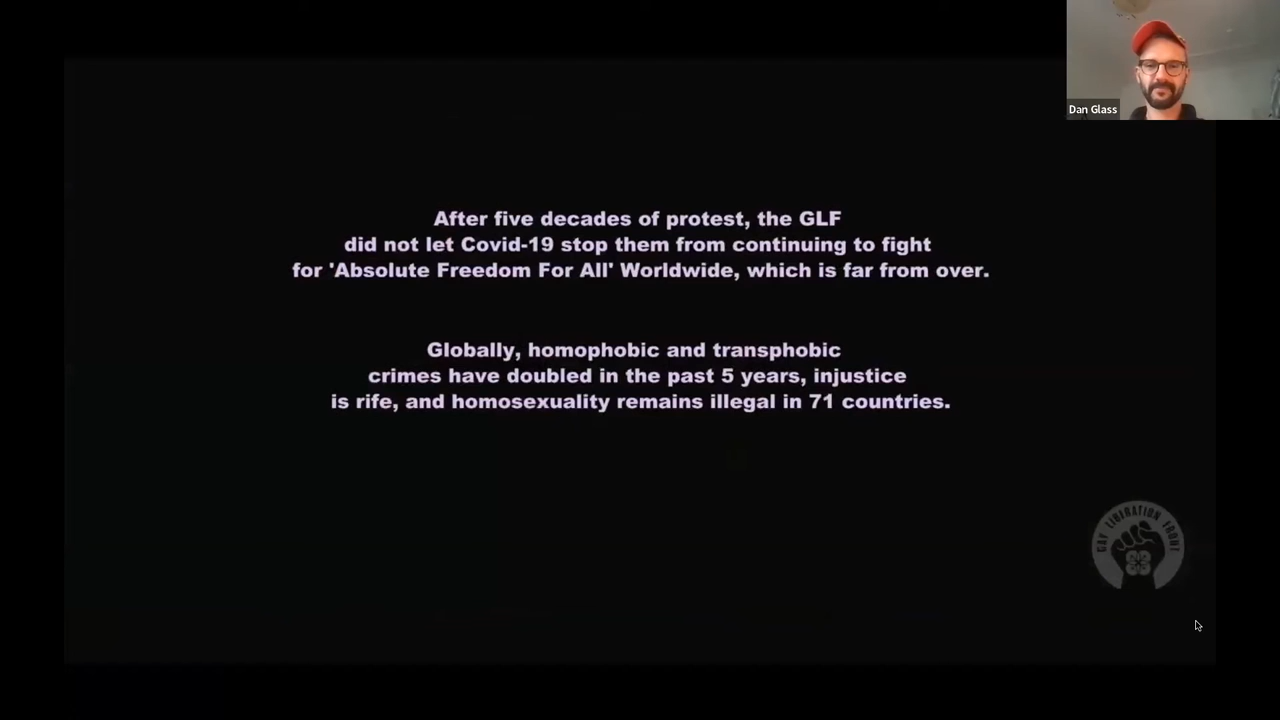 Dan Glass
After five decades of protest, the GLF
did not let Covid-19 stop them from continuing to fight
for 'Absolute Freedom For All' Worldwide, which is far from over.
Globally, homophobic and transphobic
crimes have doubled in the past 5 years, injustice
is rife, and homosexuality remains illegal in 71 countries.
GAY LIBERATION FRONT